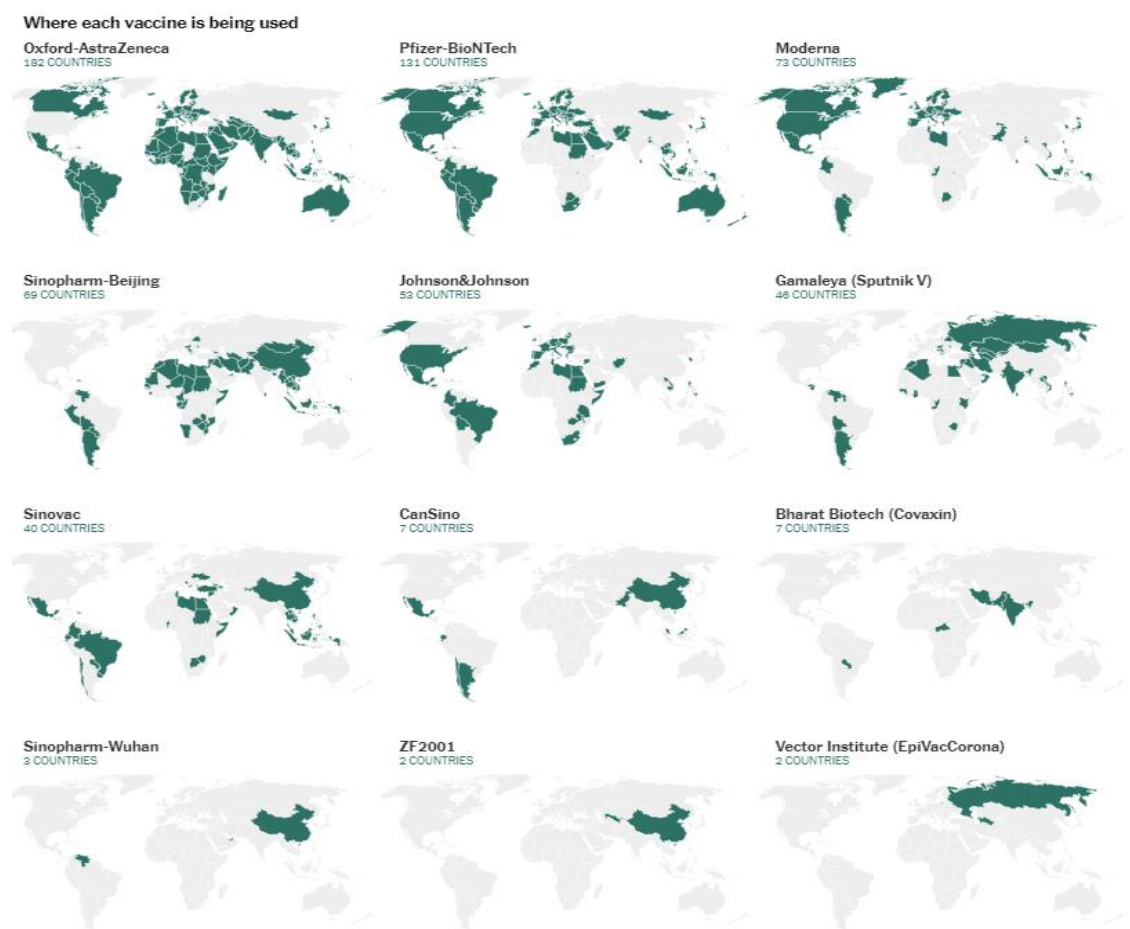 Where each vaccine is being used
Oxford-AstraZeneca
182 COUNTRIES
Pfizer-BioNTech
131 COUNTRIES
Moderna
73 COUNTRIES
Sinopharm-Beijing
69 COUNTRIES
Johnson&Johnson
53 COUNTRIES
Gamaleya (Sputnik V)
46 COUNTRIES
Sinovac
40 COUNTRIES
CanSino
7 COUNTRIES
Bharat Biotech (Covaxin)
7 COUNTRIES
Sinopharm-Wuhan
3 COUNTRIES
ZF2001
2 COUNTRIES
Vector Institute (EpiVacCorona)
2 COUNTRIES